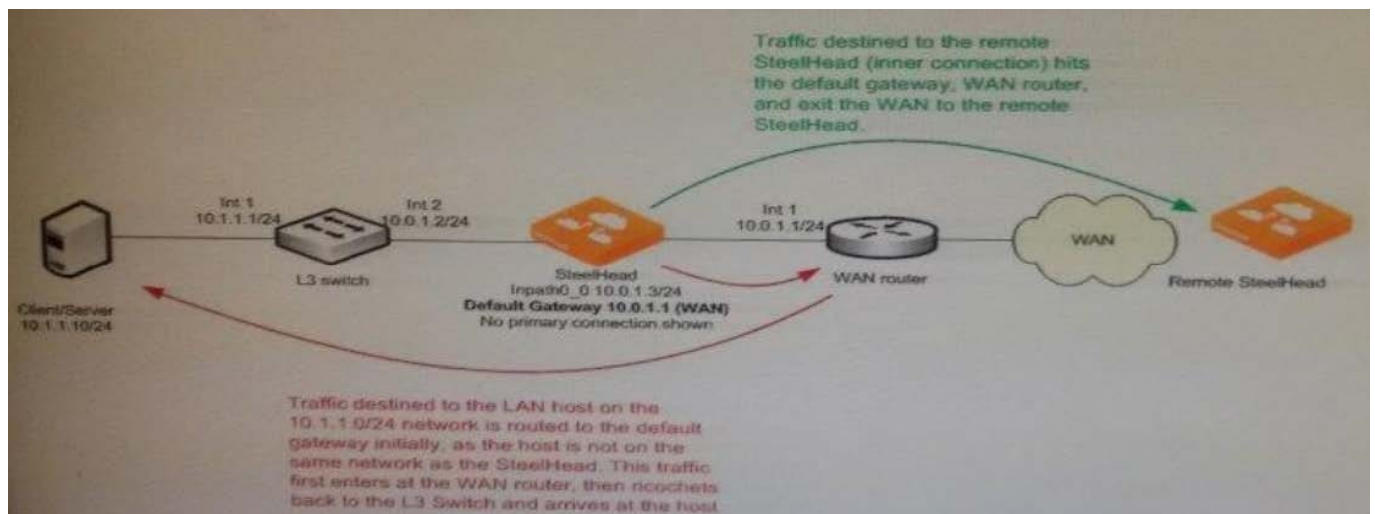 Traffic destined to the remote
SteelHead (inner connection) hits
the default gateway, WAN router,
and exit the WAN to the remote
SteelHead.
Int 1
10.1.1.1/24
Int 2
10.0.1.2/24
Int 1
10.0.1.1/24
WAN
L3 switch
SteelHead
Inpath0_0 10.0.1.3/24
Default Gateway 10.0.1.1 (WAN)
No primary connection shown
WAN router
Remote SteelHead
Client/Server
10.1.1.10/24
Traffic destined to the LAN host on the
10.1.1.0/24 network is routed to the default
gateway initially, as the host is not on the
same network as the SteelHead. This traffic
first enters at the WAN router, then ricochets
back to the L3 Switch and arrives at the host